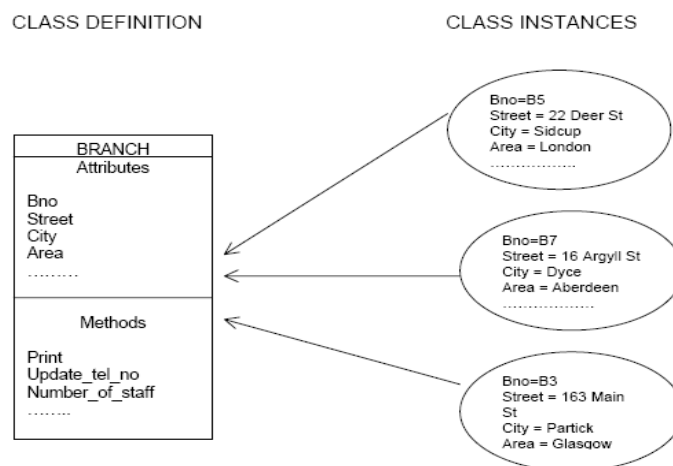 CLASS DEFINITION
CLASS INSTANCES
BRANCH
Attributes
Bno
Street
City
Area
.........
Methods
Print
Update_tel_no
Number_of_staff
........
Bno=B5
Street = 22 Deer St
City = Sidcup
Area = London
.................
Bno=B7
Street = 16 Argyll St
City = Dyce
Area = Aberdeen
..................
Bno=B3
Street = 163 Main
St
City = Partick
Area = Glasgow